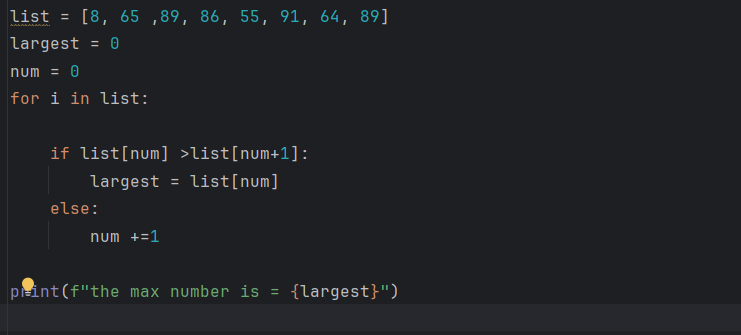 list = [8, 65 ,89, 86, 55, 91, 64, 89]
largest = 0
num = 0
for i in list:
if list[num] >list[num+1]:
largest = list[num]
else:
num +=1
print(f"the max number is = {largest}")